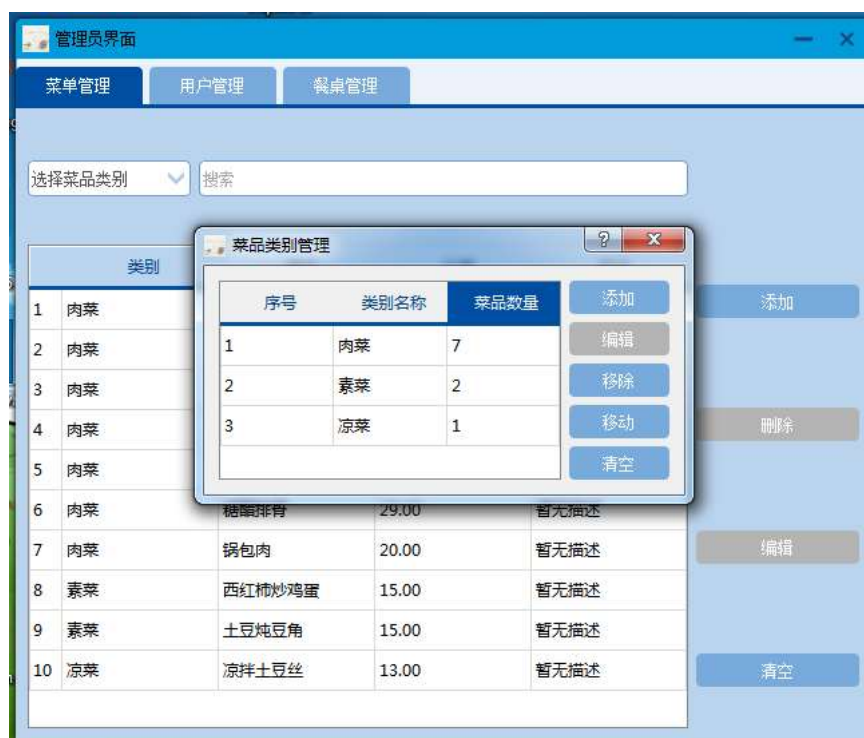 管理员界面
菜单管理 用户管理 餐桌管理
选择菜品类别 搜索
菜品类别管理
类别
序号 类别名称 菜品数量 添加
1 肉菜 7 编辑
2 素菜 2 移除
3 凉菜 1 移动
清空
1 肉菜 添加
2 肉菜
3 肉菜
4 肉菜 删除
5 肉菜
6 肉菜 糖醋排骨 29.00 暂无描述
7 肉菜 锅包肉 20.00 暂无描述 编辑
8 素菜 西红柿炒鸡蛋 15.00 暂无描述
9 素菜 土豆炖豆角 15.00 暂无描述
10 凉菜 凉拌土豆丝 13.00 暂无描述 清空